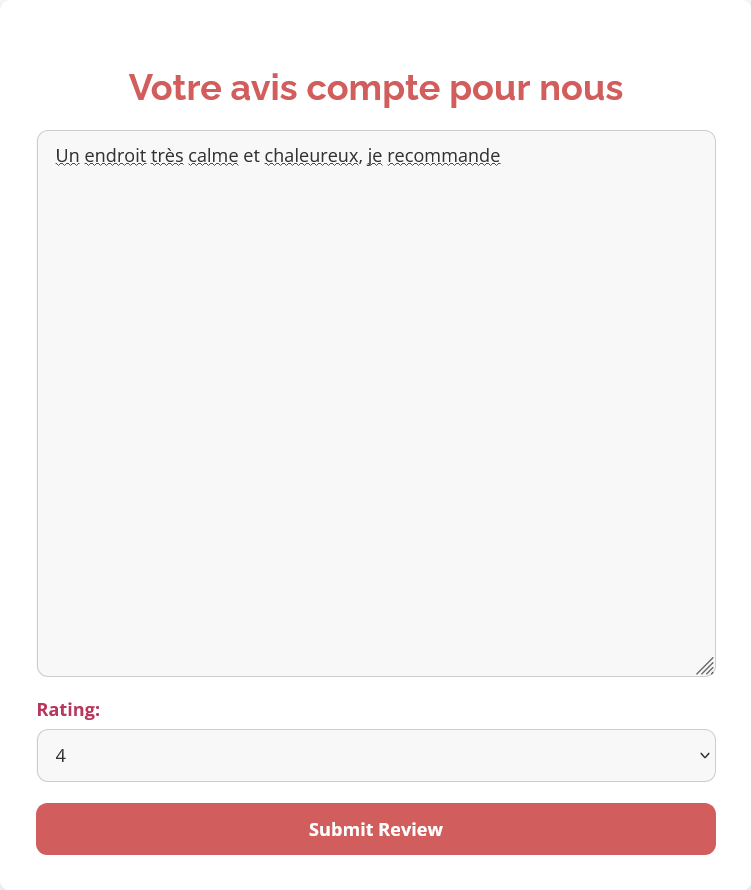 Votre avis compte pour nous
Un endroit très calme et chaleureux, je recommande
Rating:
4
Submit Review